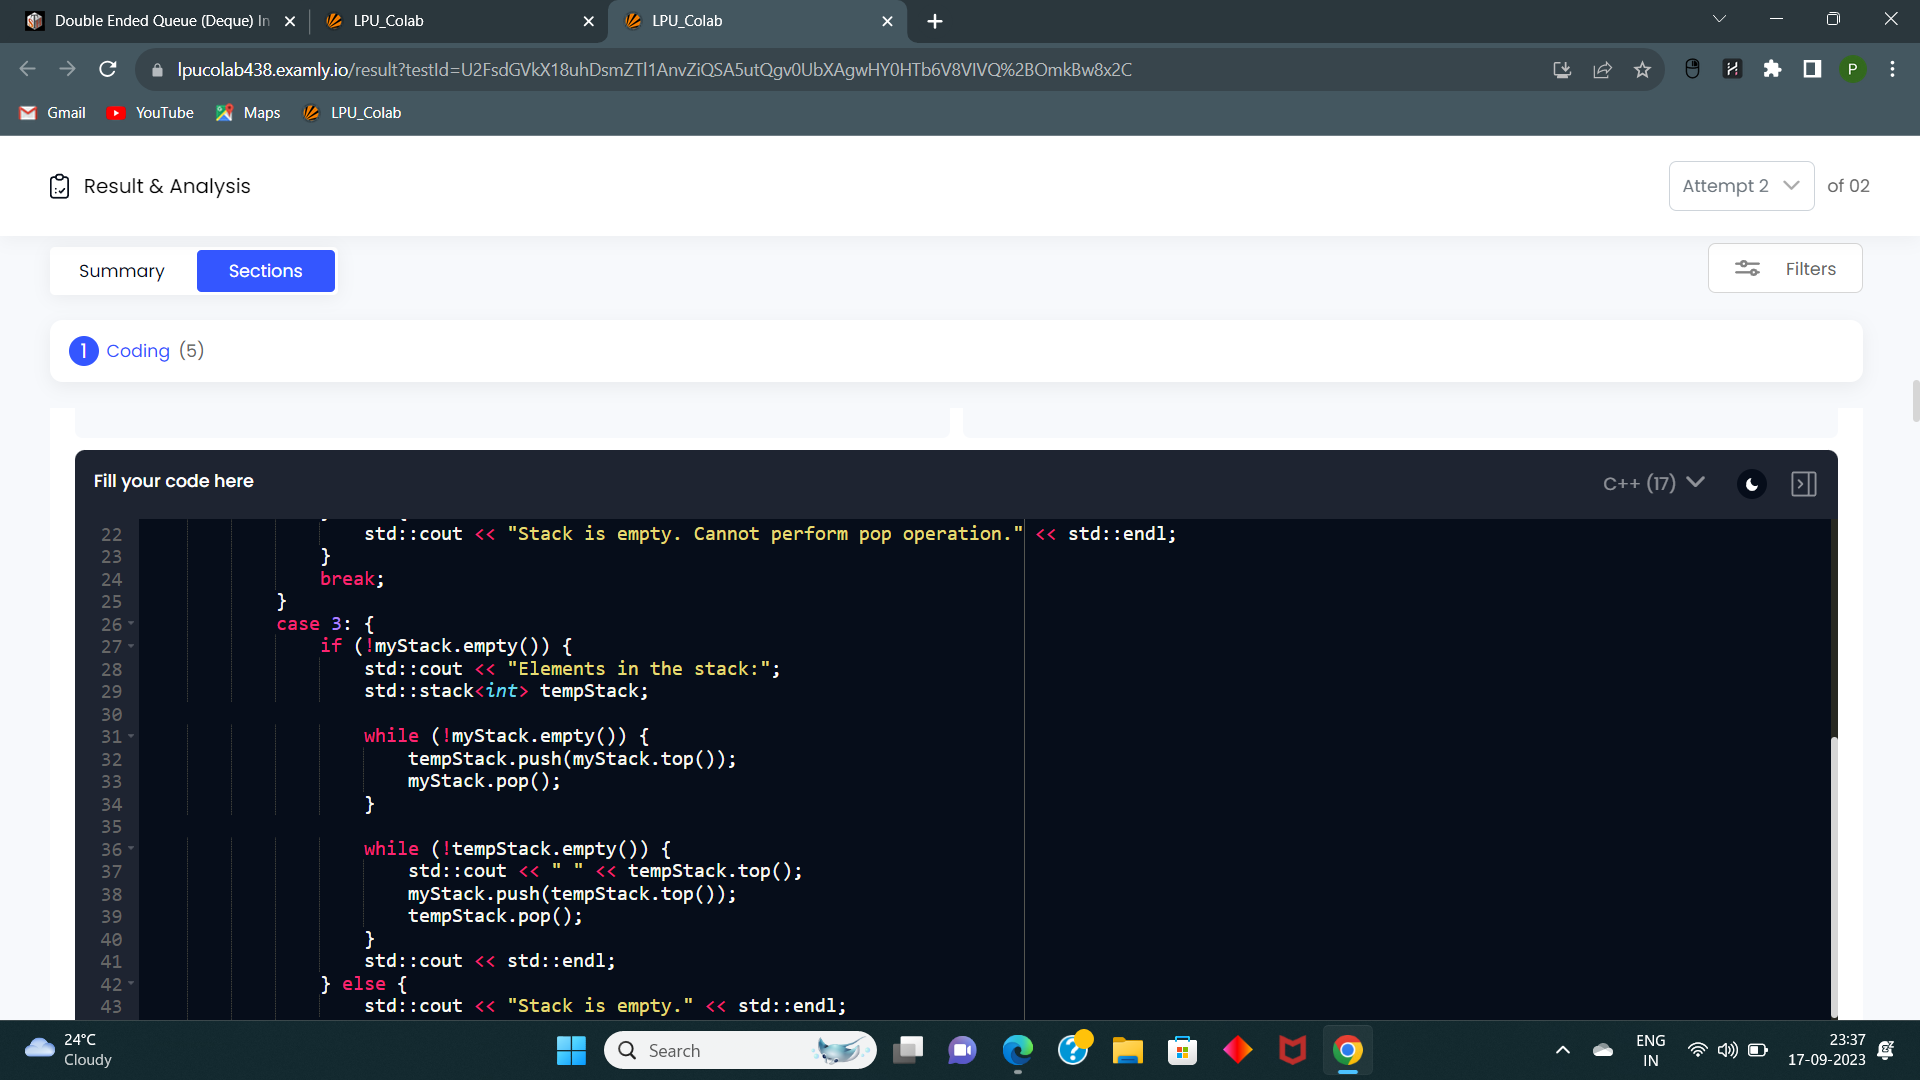 Double Ended Queue (Deque) In
LPU_Colab
LPU_Colab
lpucolab438.examly.io/result?testId=U2FsdGVkX18uhDsmZTl1AnvZiQSA5utQgv0UbXAgwHY0HTb6V8VlVQ%2BOmkBw8x2C
P
Gmail
YouTube
Maps
LPU_Colab
Result & Analysis
Attempt 2
of 02
Summary
Sections
Filters
1 Coding (5)
Fill your code here
C++ (17)
22 std::cout << "Stack is empty. Cannot perform pop operation." << std::endl;
23 }
24 break;
25 }
26 case 3: {
27 if (!myStack.empty()) {
28 std::cout << "Elements in the stack:";
29 std::stack<int> tempStack;
30
31 while (!myStack.empty()) {
32 tempStack.push(myStack.top());
33 myStack.pop();
34 }
35
36 while (!tempStack.empty()) {
37 std::cout << " " << tempStack.top();
38 myStack.push(tempStack.top());
39 tempStack.pop();
40 }
41 std::cout << std::endl;
42 } else {
43 std::cout << "Stack is empty." << std::endl;
24°C
Cloudy
Search
ENG
IN
23:37
17-09-2023